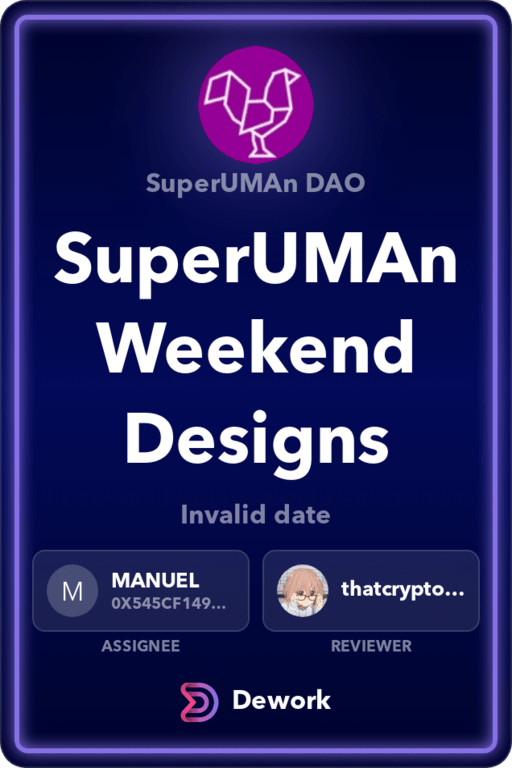 SuperUMAn DAO
SuperUMAn
Weekend
Designs
Invalid date
M
MANUEL
0X545CF149...
ASSIGNEE
thatcrypto...
REVIEWER
Dework